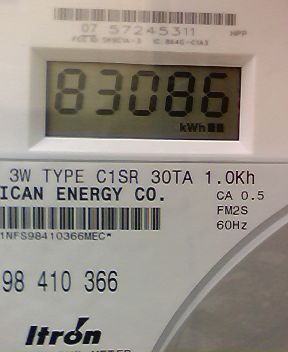 07 57245311
83086
kWh
3W TYPE C1SR 30TA 1.0Kh
ICAN ENERGY CO.
CA 0.5
FM2S
60Hz
1NFS98410366MEC*
98 410 366
Itrón